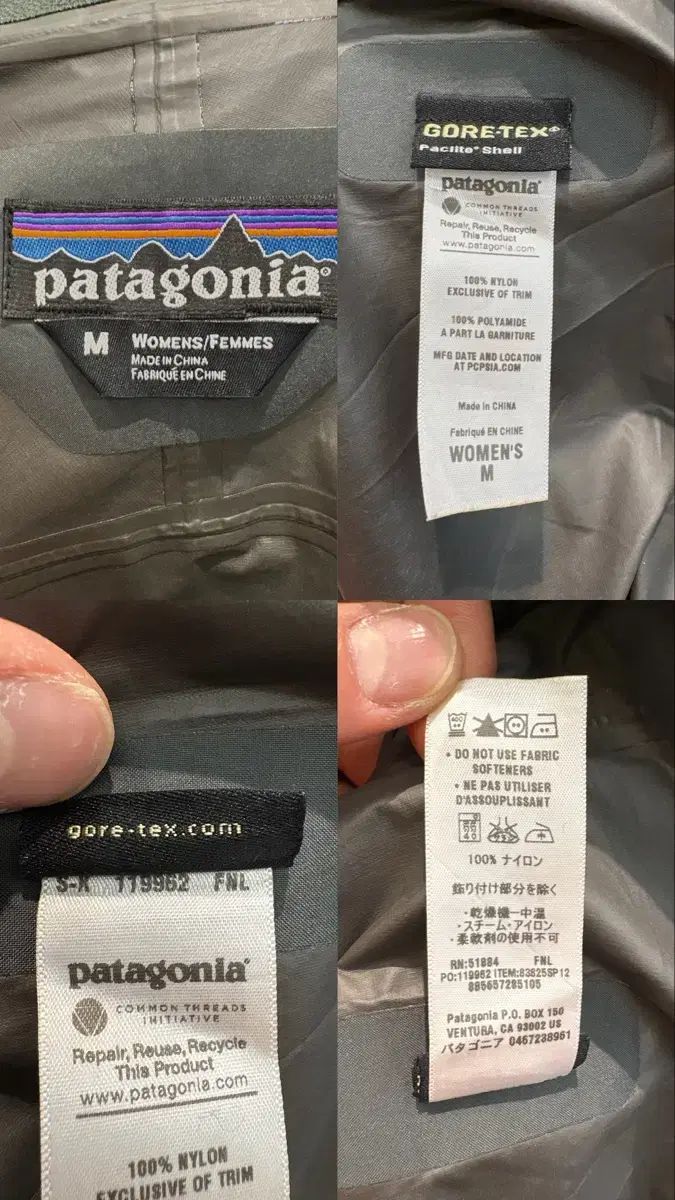 patagonia®
M WOMENS/FEMMES
MADE IN CHINA
FABRIQUÉ EN CHINE
GORE-TEX®
Paclite® Shell
patagonia®
COMMON THREADS
INITIATIVE
Repair, Reuse, Recycle
This Product
www.patagonia.com
100% NYLON
EXCLUSIVE OF TRIM
100% POLYAMIDE
A PART LA GARNITURE
MFG DATE AND LOCATION
AT PCPSIA.COM
Made in CHINA
Fabriqué EN CHINE
WOMEN'S
M
gore-tex.com
S-X 119962 FNL
patagonia®
COMMON THREADS
INITIATIVE
Repair, Reuse, Recycle
This Product
www.patagonia.com
100% NYLON
EXCLUSIVE OF TRIM
• DO NOT USE FABRIC
SOFTENERS
• NE PAS UTILISER
D'ASSOUPLISSANT
100% ナイロン
飾り付け部分を除く
・乾燥機一中温
・スチーム・アイロン
・柔軟剤の使用不可
RN:51884 FNL
PO:119962 ITEM:83825SP12
885657285105
Patagonia P.O. BOX 150
VENTURA, CA 93002 US
パタゴニア 0467238961